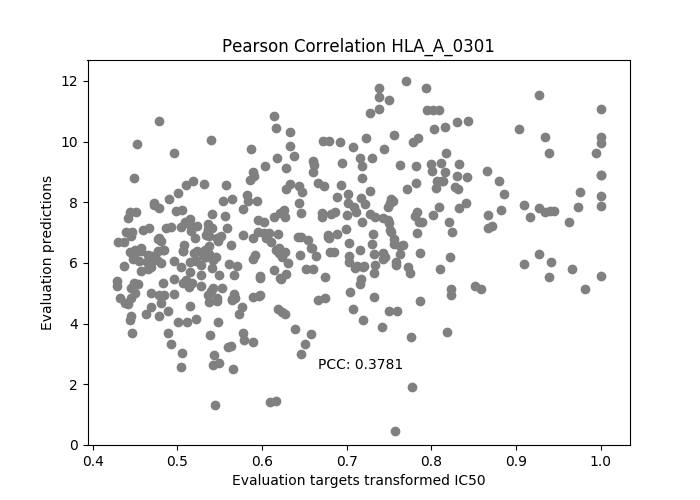 Pearson Correlation HLA_A_0301
12
10
8
6
4
2
0
Evaluation predictions
PCC: 0.3781
0.4 0.5 0.6 0.7 0.8 0.9 1.0
Evaluation targets transformed IC50